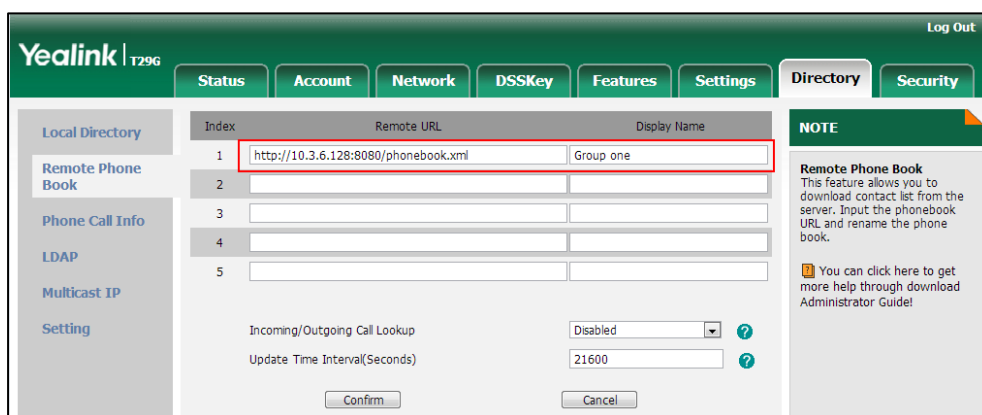 Log Out
Yealink | T29G
Status Account Network DSSKey Features Settings Directory Security
Local Directory
Remote Phone
Book
Phone Call Info
LDAP
Multicast IP
Setting
Index Remote URL Display Name
1 http://10.3.6.128:8080/phonebook.xml Group one
2
3
4
5
Incoming/Outgoing Call Lookup Disabled ?
Update Time Interval(Seconds) 21600 ?
Confirm Cancel
NOTE
Remote Phone Book
This feature allows you to
download contact list from the
server. Input the phonebook
URL and rename the phone
book.
? You can click here to get
more help through download
Administrator Guide!